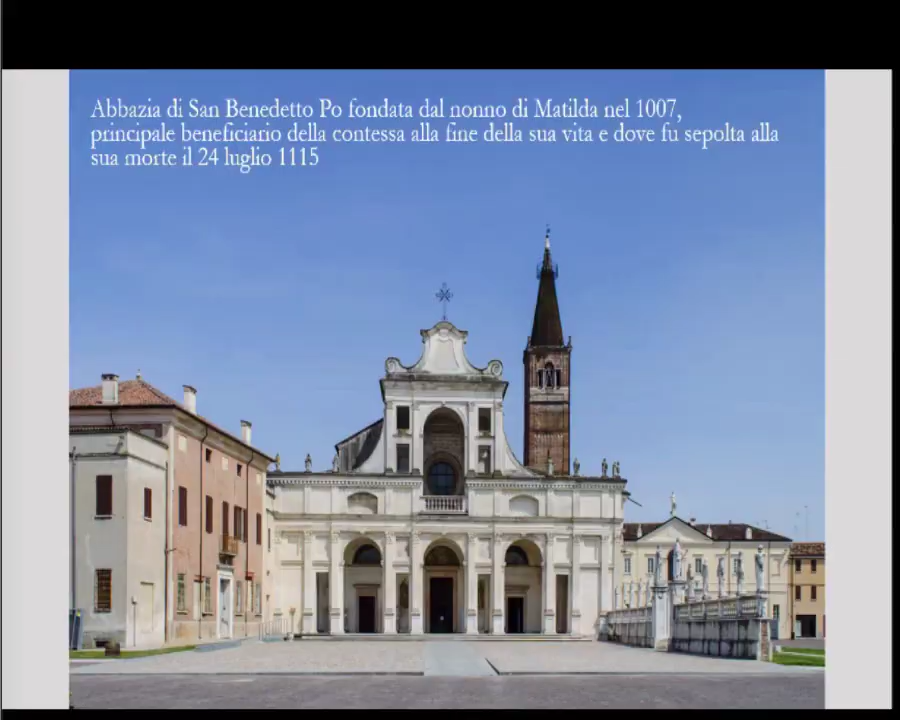 Abbazia di San Benedetto Po fondata dal nonno di Matilda nel 1007,
principale beneficiario della contessa alla fine della sua vita e dove fu sepolta alla
sua morte il 24 luglio 1115